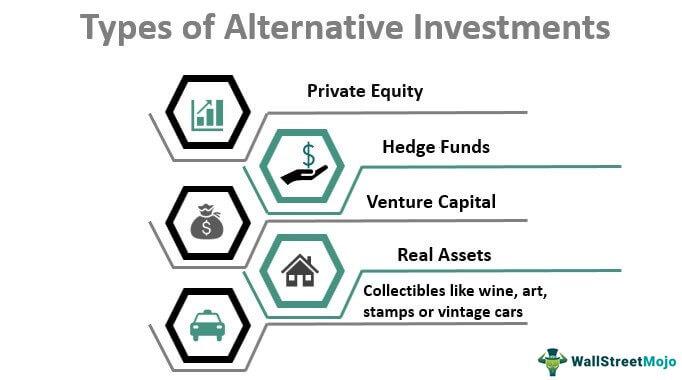 Types of Alternative Investments
Private Equity
$
Hedge Funds
$
Venture Capital
Real Assets
Collectibles like wine, art,
stamps or vintage cars
WallStreetMojo